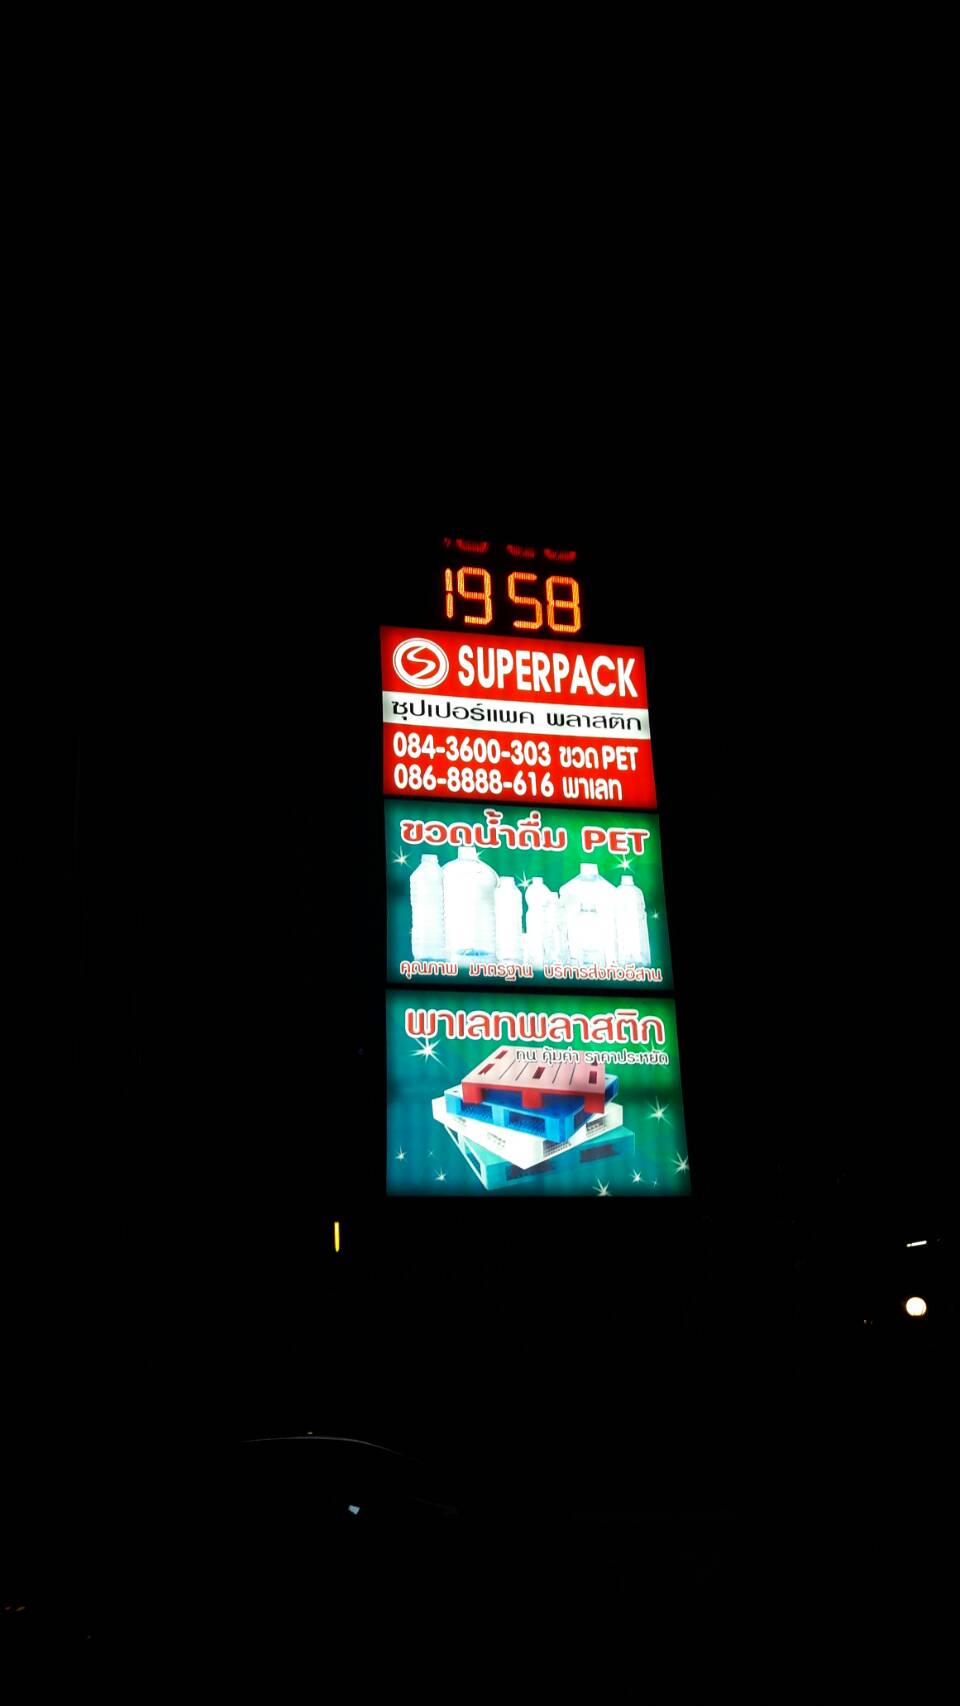 19 58
SUPERPACK
ซุปเปอร์แพค พลาสติก
084-3600-303 ขวด PET
086-8888-616 พาเลท
ขวดน้ำดื่ม PET
คุณภาพ มาตรฐาน บริการส่งทั่วอีสาน
พาเลทพลาสติก
ทน คุ้มค่า ราคาประหยัด